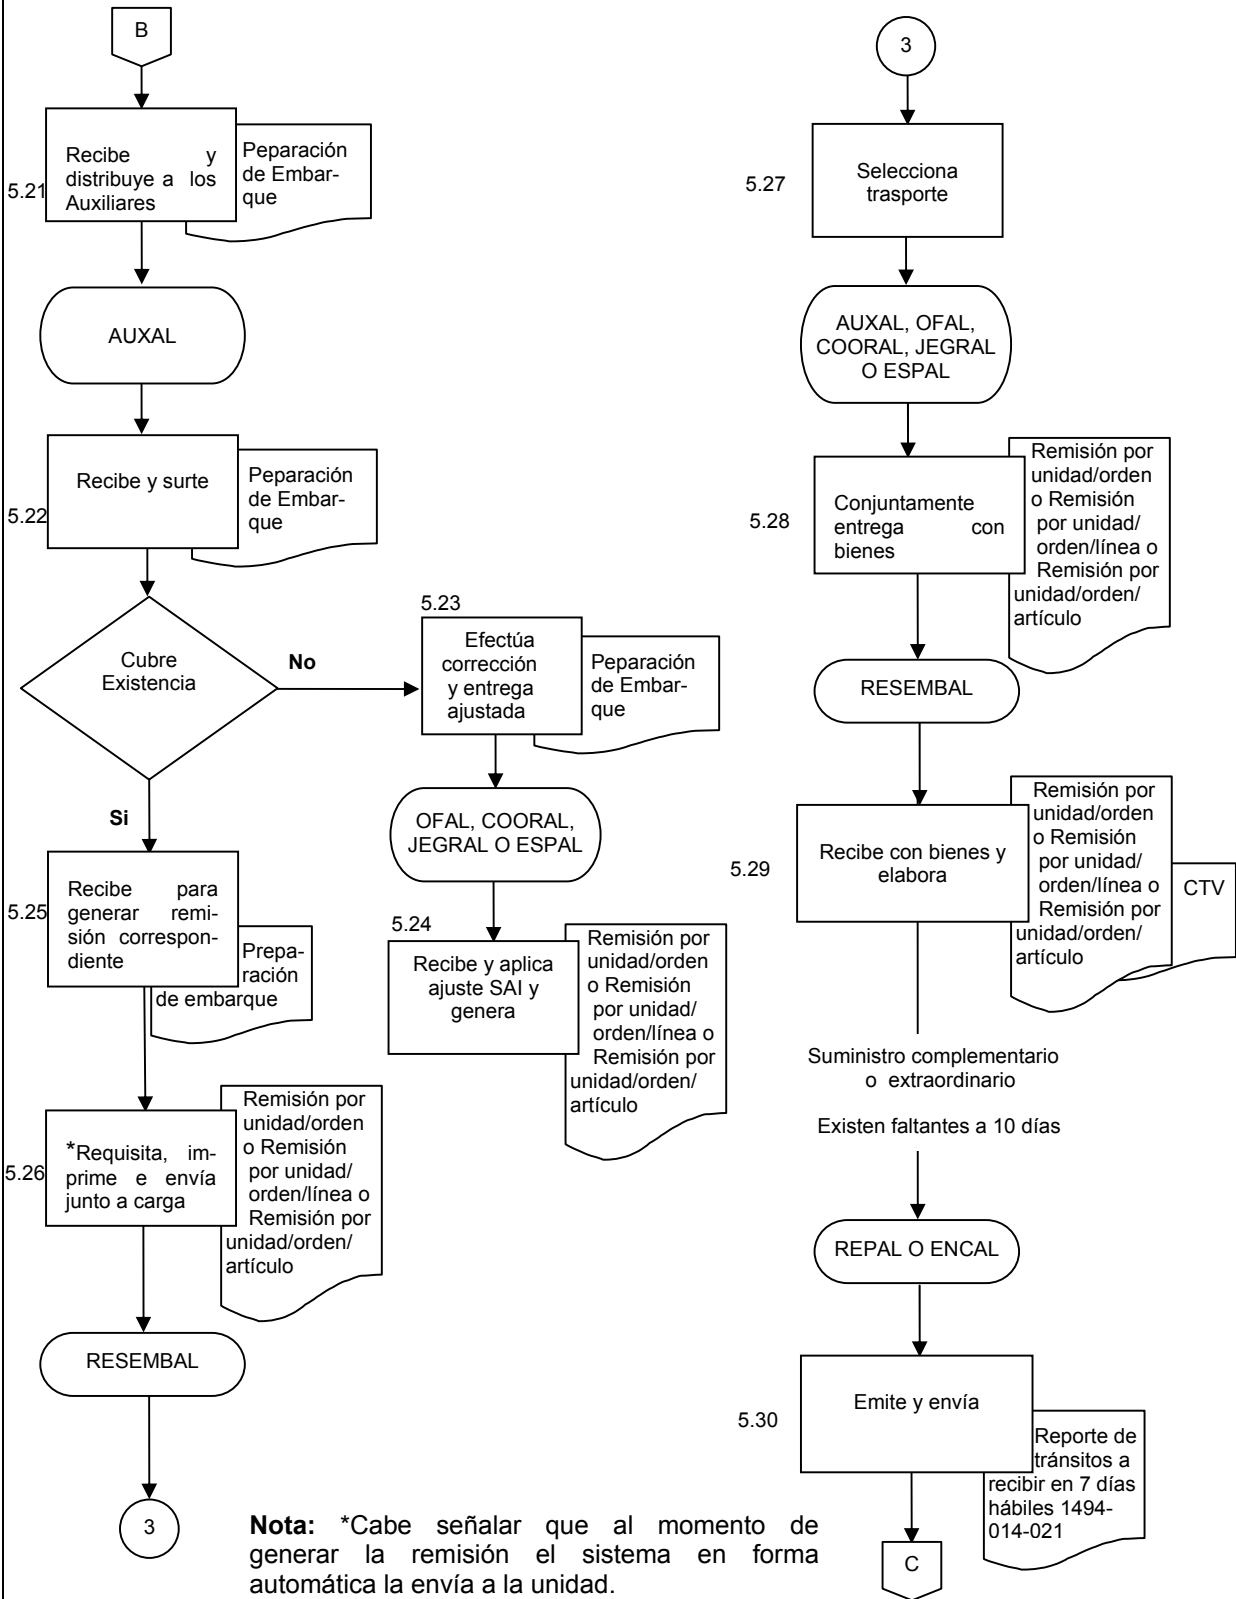 B
5.21
Recibe y
distribuye a los
Auxiliares
Peparación
de Embar-
que
AUXAL
5.22
Recibe y surte
Peparación
de Embar-
que
Cubre
Existencia
No
Si
5.23
Efectúa
corrección
y entrega
ajustada
Peparación
de Embar-
que
OFAL, COORAL,
JEGRAL O ESPAL
5.24
Recibe y aplica
ajuste SAI y
genera
Remisión por
unidad/orden
o Remisión
por unidad/
orden/línea o
Remisión por
unidad/orden/
artículo
5.25
Recibe para
generar remi-
sión correspon-
diente
Prepa-
ración
de embarque
5.26
*Requisita, im-
prime e envía
junto a carga
Remisión por
unidad/orden
o Remisión
por unidad/
orden/línea o
Remisión por
unidad/orden/
artículo
RESEMBAL
3
Nota: *Cabe señalar que al momento de
generar la remisión el sistema en forma
automática la envía a la unidad.
3
5.27
Selecciona
trasporte
AUXAL, OFAL,
COORAL, JEGRAL
O ESPAL
5.28
Conjuntamente
entrega con
bienes
Remisión por
unidad/orden
o Remisión
por unidad/
orden/línea o
Remisión por
unidad/orden/
artículo
RESEMBAL
5.29
Recibe con bienes y
elabora
Remisión por
unidad/orden
o Remisión
por unidad/
orden/línea o
Remisión por
unidad/orden/
artículo
CTV
Suministro complementario
o extraordinario
Existen faltantes a 10 días
REPAL O ENCAL
5.30
Emite y envía
Reporte de
tránsitos a
recibir en 7 días
hábiles 1494-
014-021
C